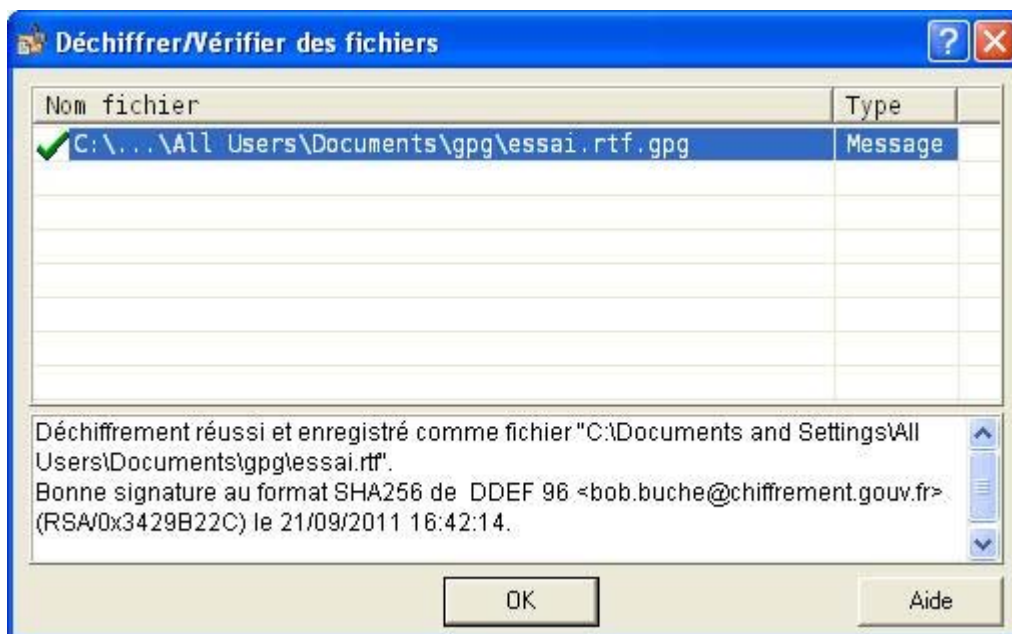 Déchiffrer/Vérifier des fichiers
Nom fichier Type
C:\...\All Users\Documents\gpg\essai.rtf.gpg Message
Déchiffrement réussi et enregistré comme fichier "C:\Documents and Settings\All
Users\Documents\gpg\essai.rtf".
Bonne signature au format SHA256 de DDEF 96 <bob.buche@chiffrement.gouv.fr>
(RSA/0x3429B22C) le 21/09/2011 16:42:14.
OK Aide